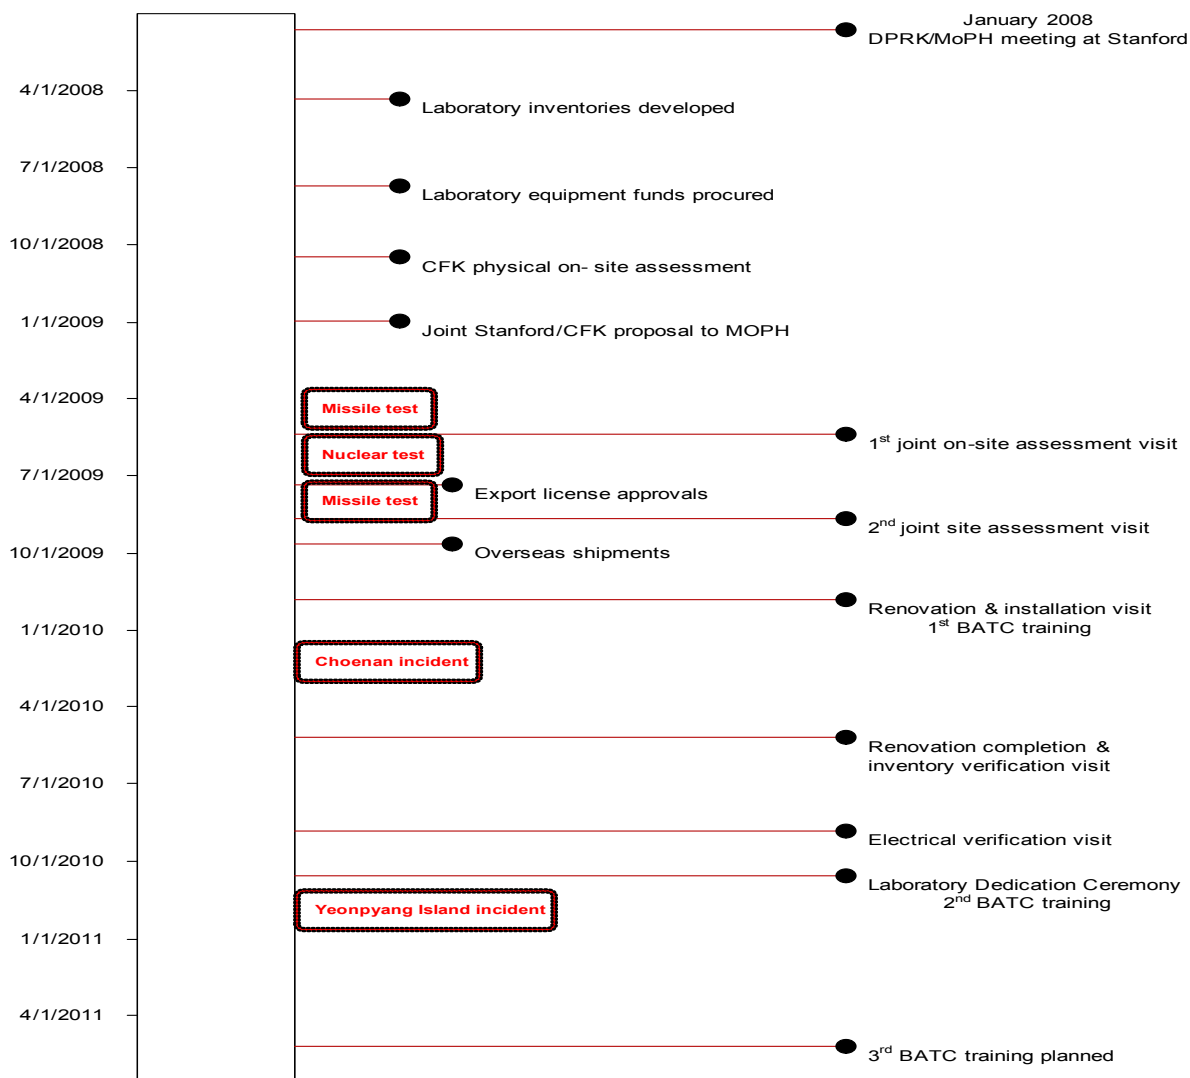 January 2008
DPRK/MoPH meeting at Stanford
4/1/2008
Laboratory inventories developed
7/1/2008
Laboratory equipment funds procured
10/1/2008
CFK physical on- site assessment
1/1/2009
Joint Stanford/CFK proposal to MOPH
4/1/2009
Missile test
1st joint on-site assessment visit
Nuclear test
7/1/2009
Export license approvals
Missile test
2nd joint site assessment visit
10/1/2009
Overseas shipments
Renovation & installation visit
1st BATC training
1/1/2010
Choenan incident
4/1/2010
Renovation completion &
inventory verification visit
7/1/2010
Electrical verification visit
10/1/2010
Laboratory Dedication Ceremony
2nd BATC training
Yeonpyang Island incident
1/1/2011
4/1/2011
3rd BATC training planned